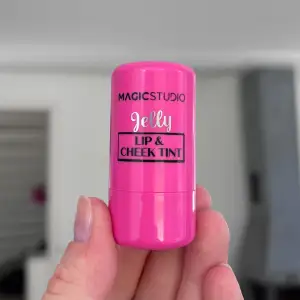 MAGICSTUDIO
Jelly
LIP &
CHEEK TINT